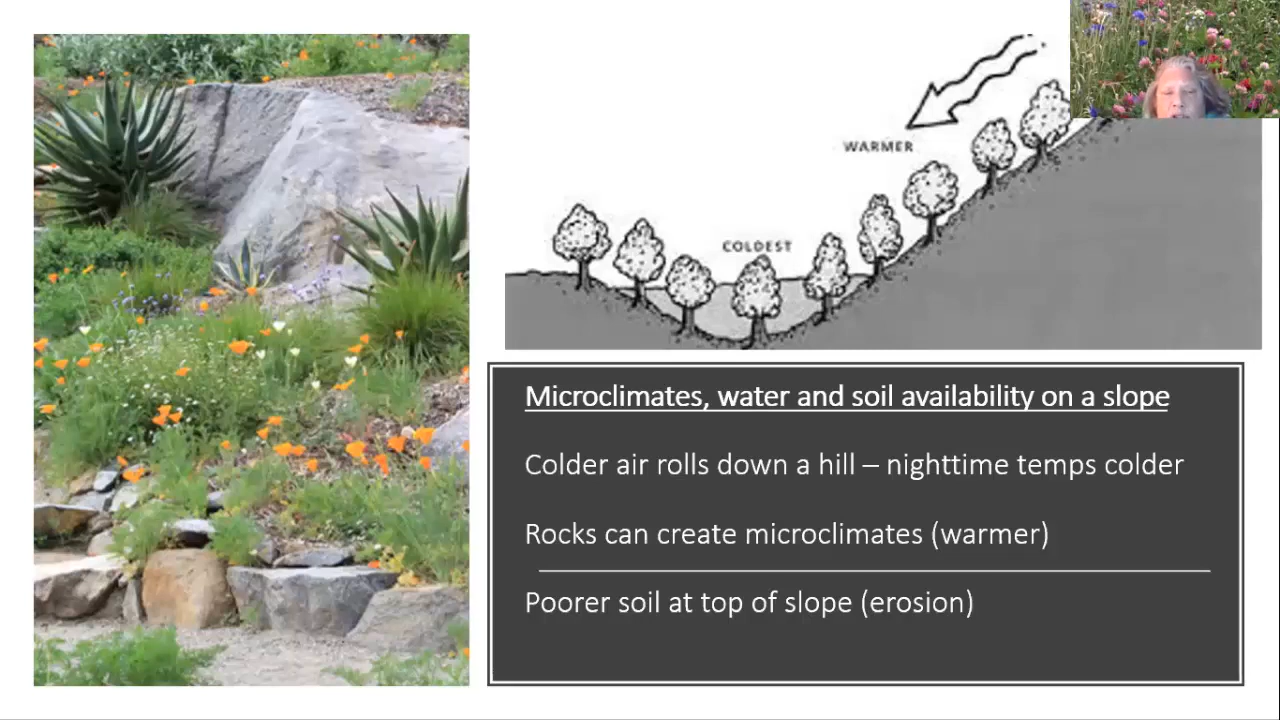 WARMER
COLDEST
Microclimates, water and soil availability on a slope
Colder air rolls down a hill – nighttime temps colder
Rocks can create microclimates (warmer)
Poorer soil at top of slope (erosion)